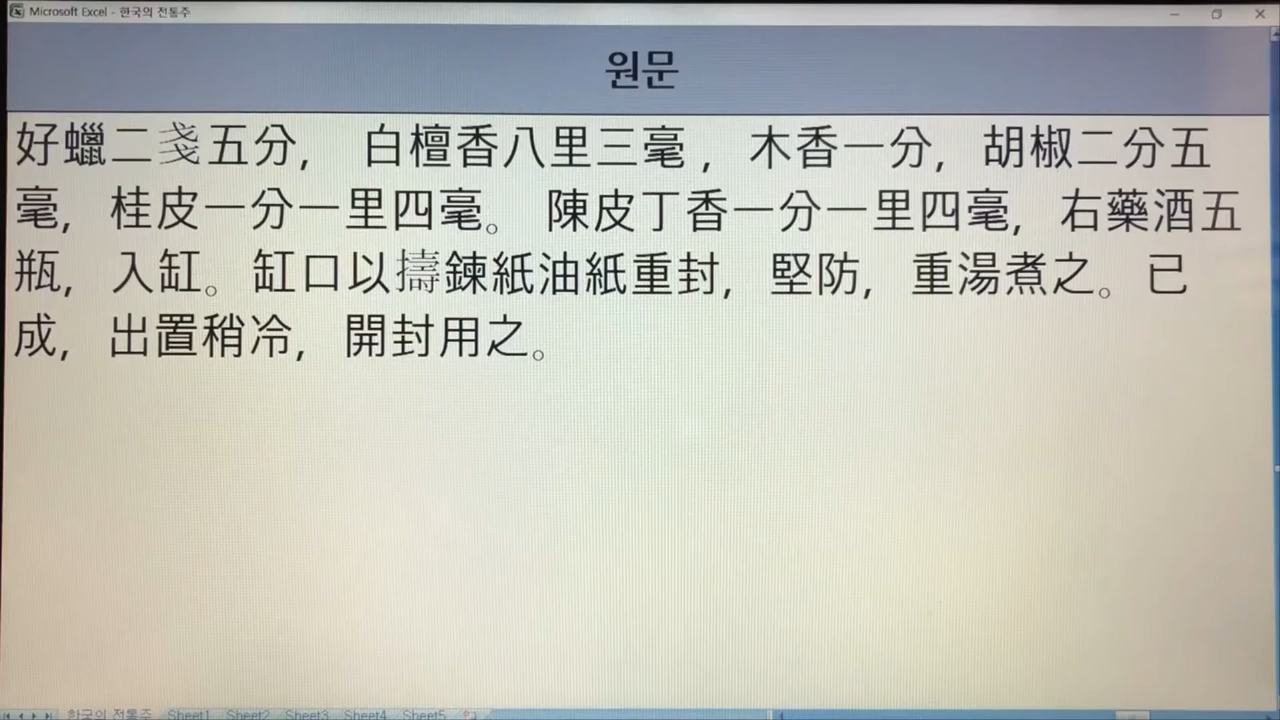 Microsoft Excel - 한국의 전통주
원문
好蠟二戔五分, 白檀香八里三毫, 木香一分, 胡椒二分五
毫, 桂皮一分一里四毫。 陳皮丁香一分一里四毫, 右藥酒五
瓶, 入缸。缸口以擣鍊紙油紙重封, 堅防, 重湯煮之。已
成, 出置稍冷, 開封用之。
한국의 전통주 Sheet1 Sheet2 Sheet3 Sheet4 Sheet5